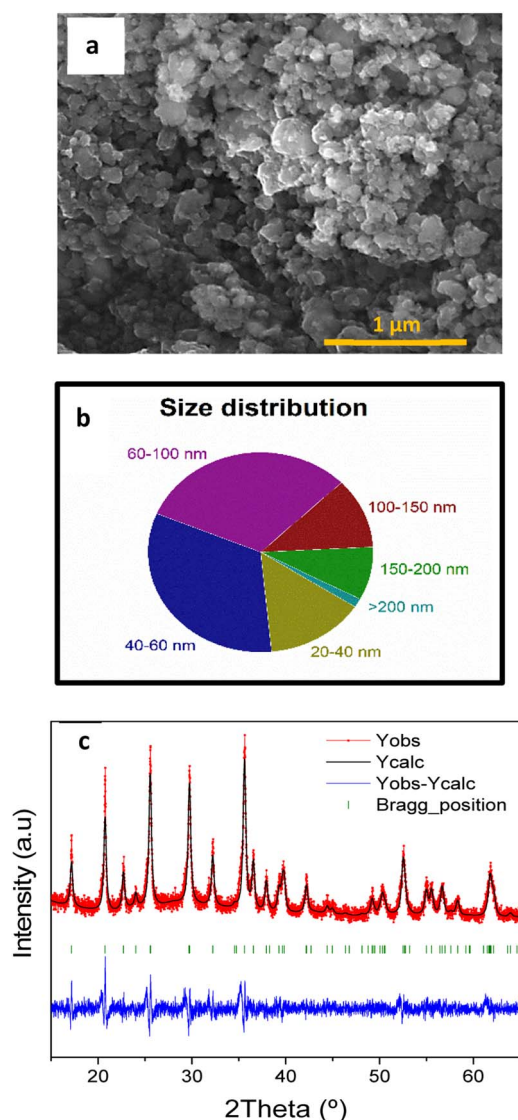 a
1 µm
b
Size distribution
60-100 nm
100-150 nm
150-200 nm
>200 nm
20-40 nm
40-60 nm
c
Yobs
Ycalc
Yobs-Ycalc
Bragg_position
Intensity (a.u)
20 30 40 50 60
2Theta (º)